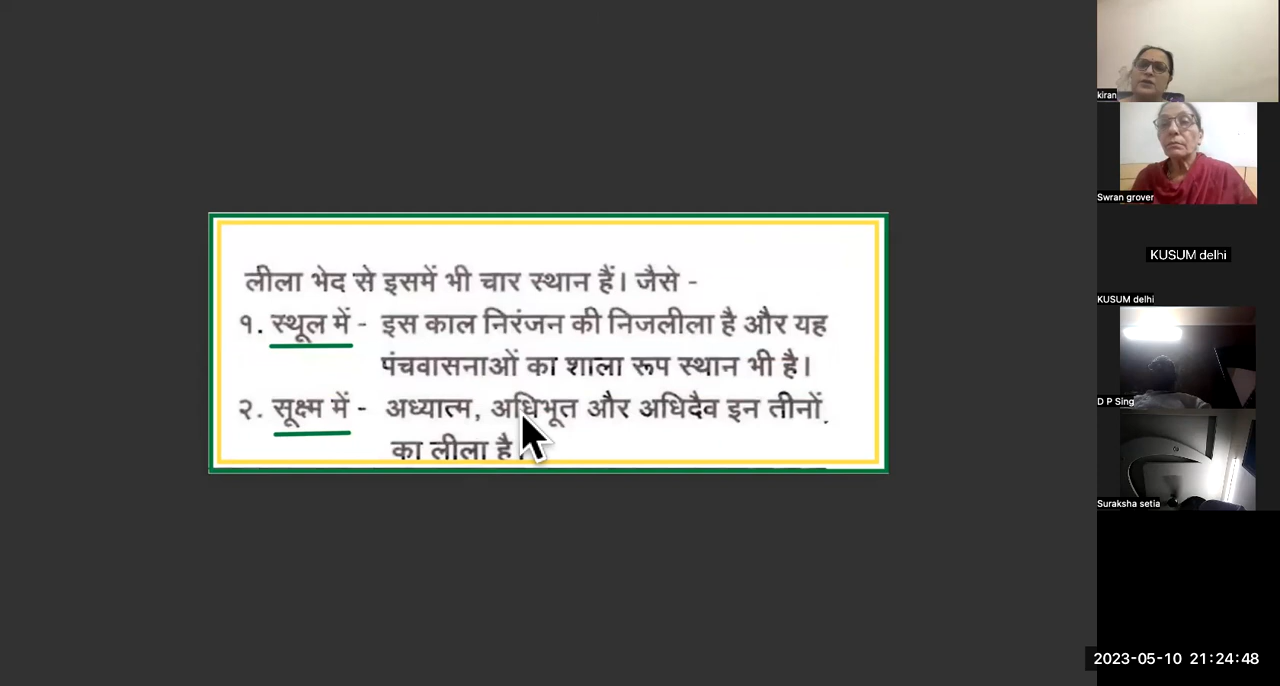 लीला भेद से इसमें भी चार स्थान हैं। जैसे -
१. स्थूल में - इस काल निरंजन की निजलीला है और यह
पंचवासनाओं का शाला रूप स्थान भी है।
२. सूक्ष्म में - अध्यात्म, अधिभूत और अधिदैव इन तीनों
का लीला है
kiran
Swran grover
KUSUM delhi
KUSUM delhi
D P Sing
Suraksha setia
2023-05-10 21:24:48